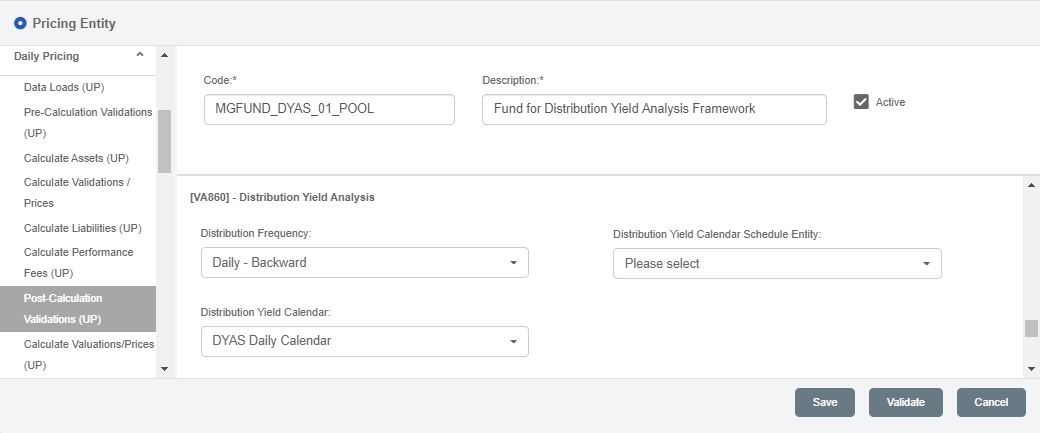 Pricing Entity
Daily Pricing
Data Loads (UP)
Pre-Calculation Validations
(UP)
Calculate Assets (UP)
Calculate Validations /
Prices
Calculate Liabilities (UP)
Calculate Performance
Fees (UP)
Post-Calculation
Validations (UP)
Calculate Valuations/Prices
(UP)
Code:*
MGFUND_DYAS_01_POOL
Description:*
Fund for Distribution Yield Analysis Framework
Active
[VA860] - Distribution Yield Analysis
Distribution Frequency:
Daily - Backward
Distribution Yield Calendar Schedule Entity:
Please select
Distribution Yield Calendar:
DYAS Daily Calendar
Save
Validate
Cancel